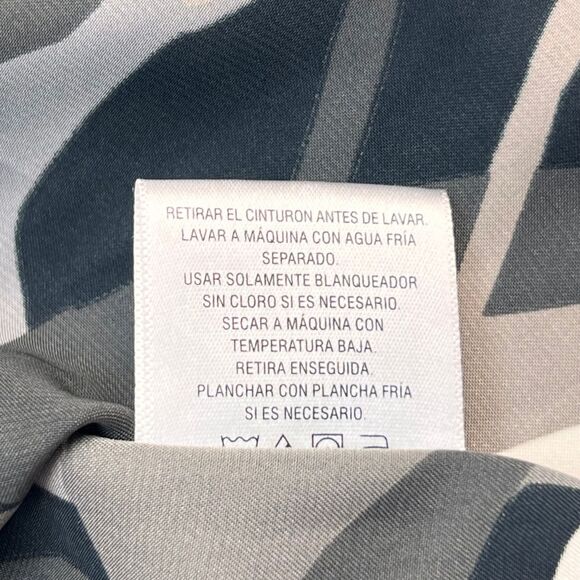 RETIRAR EL CINTURON ANTES DE LAVAR.
LAVAR A MÁQUINA CON AGUA FRÍA
SEPARADO.
USAR SOLAMENTE BLANQUEADOR
SIN CLORO SI ES NECESARIO.
SECAR A MÁQUINA CON
TEMPERATURA BAJA.
RETIRA ENSEGUIDA.
PLANCHAR CON PLANCHA FRÍA
SI ES NECESARIO.